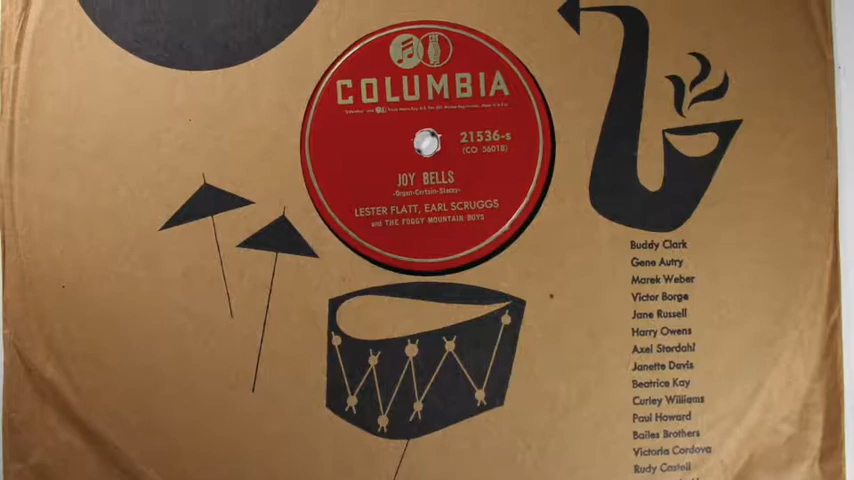 COLUMBIA
21536-s
(CO 56018)
JOY BELLS
LESTER FLATT, EARL SCRUGGS
and THE FOGGY MOUNTAIN BOYS
Buddy Clark
Gene Autry
Marek Weber
Victor Borge
Jane Russell
Harry Owens
Axel Stordahl
Janette Davis
Beatrice Kay
Curley Williams
Paul Howard
Bailes Brothers
Victoria Cordova
Rudy Castell